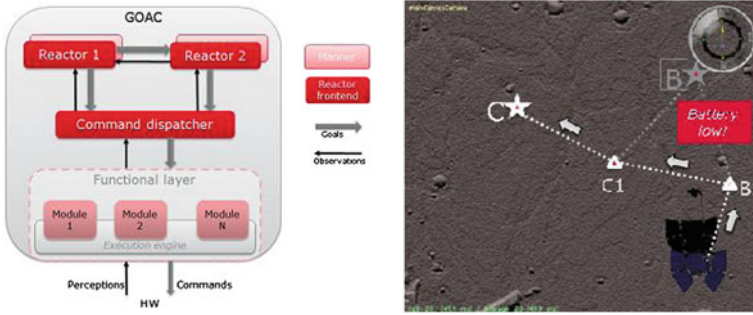 GOAC
Reactor 1
Reactor 2
Command dispatcher
Functional layer
Module
1
Module
2
Module
N
Execution engine
Perceptions
Commands
HW
Planner
Reactor
frontend
Goals
Observations
B
C
Battery
low!
C1
B